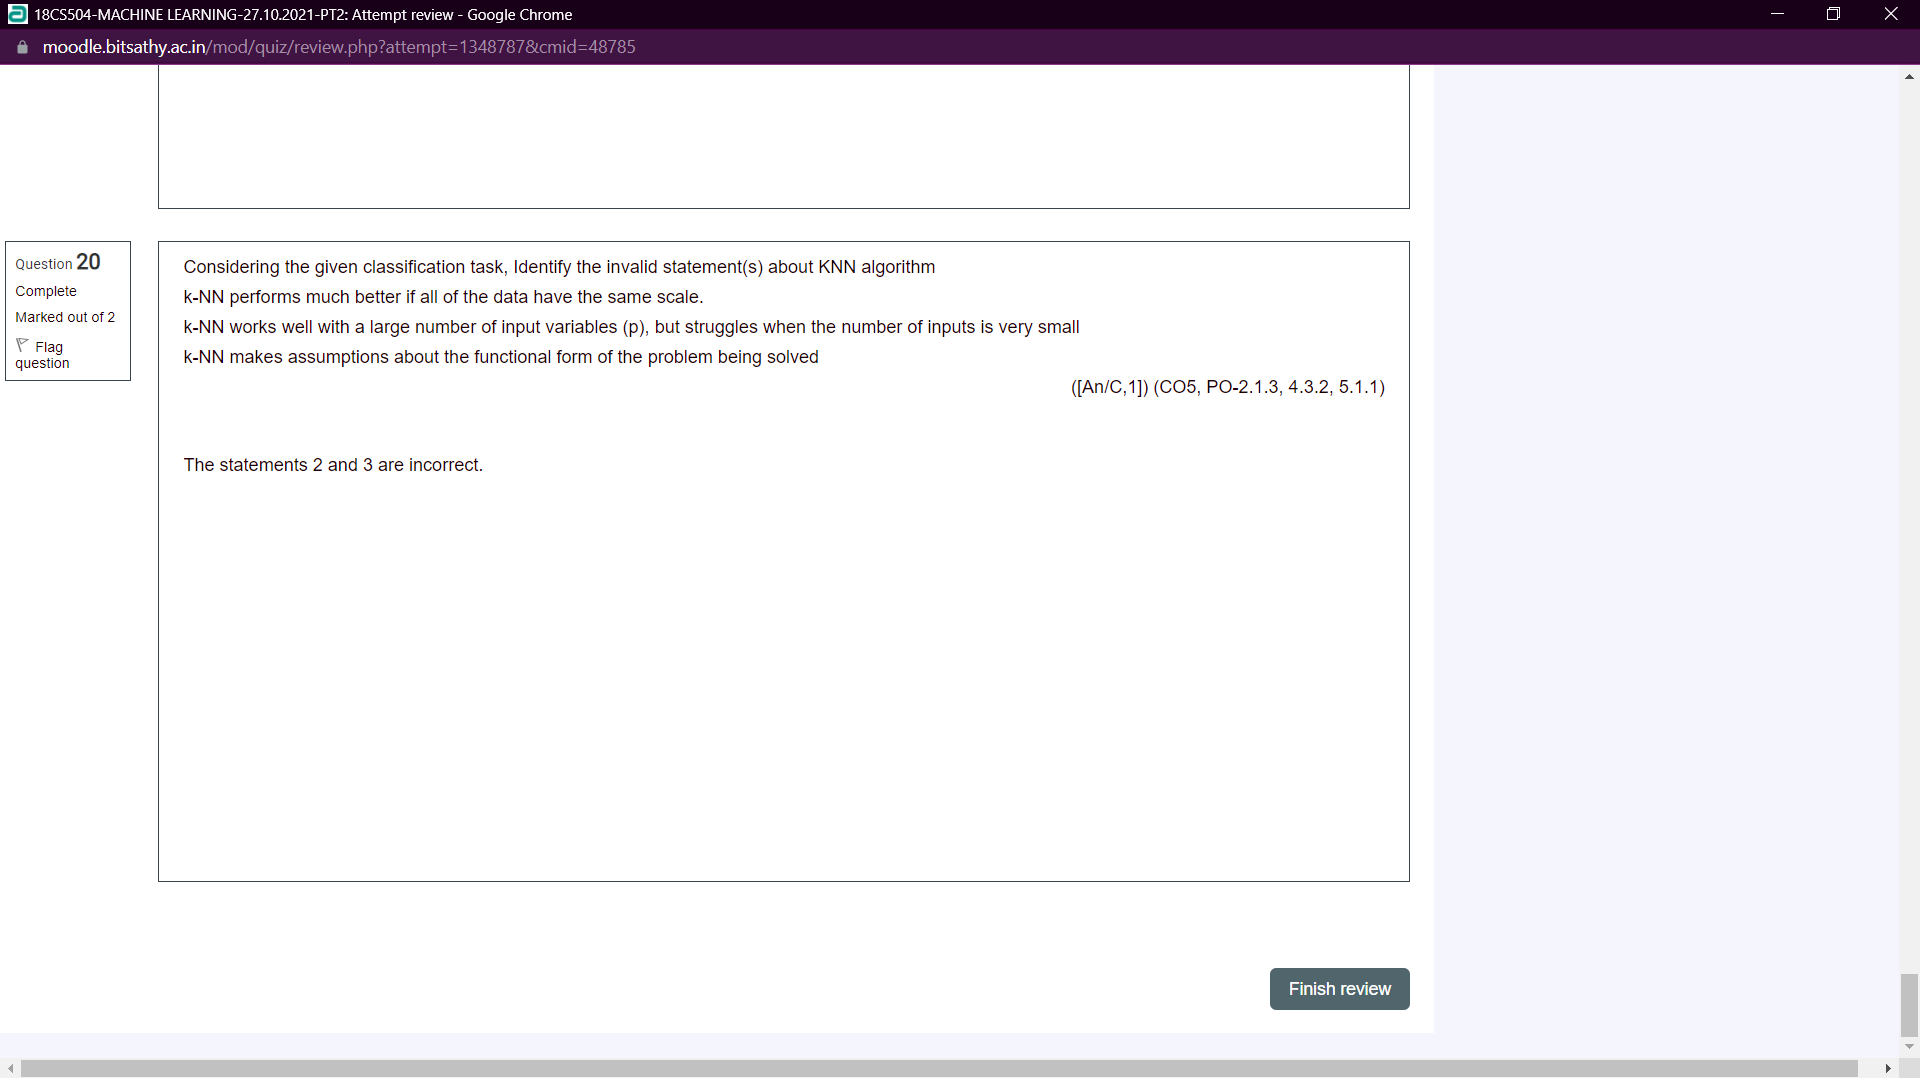 18CS504-MACHINE LEARNING-27.10.2021-PT2: Attempt review - Google Chrome
moodle.bitsathy.ac.in/mod/quiz/review.php?attempt=1348787&cmid=48785
Question 20
Complete
Marked out of 2
Flag
question
Considering the given classification task, Identify the invalid statement(s) about KNN algorithm
k-NN performs much better if all of the data have the same scale.
k-NN works well with a large number of input variables (p), but struggles when the number of inputs is very small
k-NN makes assumptions about the functional form of the problem being solved
([An/C,1]) (CO5, PO-2.1.3, 4.3.2, 5.1.1)
The statements 2 and 3 are incorrect.
Finish review